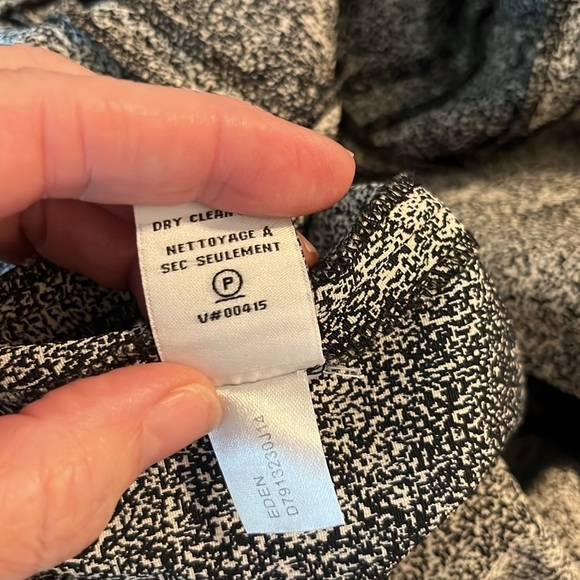 DRY CLEAN
NETTOYAGE À
SEC SEULEMENT
P
V#00415
EDEN
D7913230J14